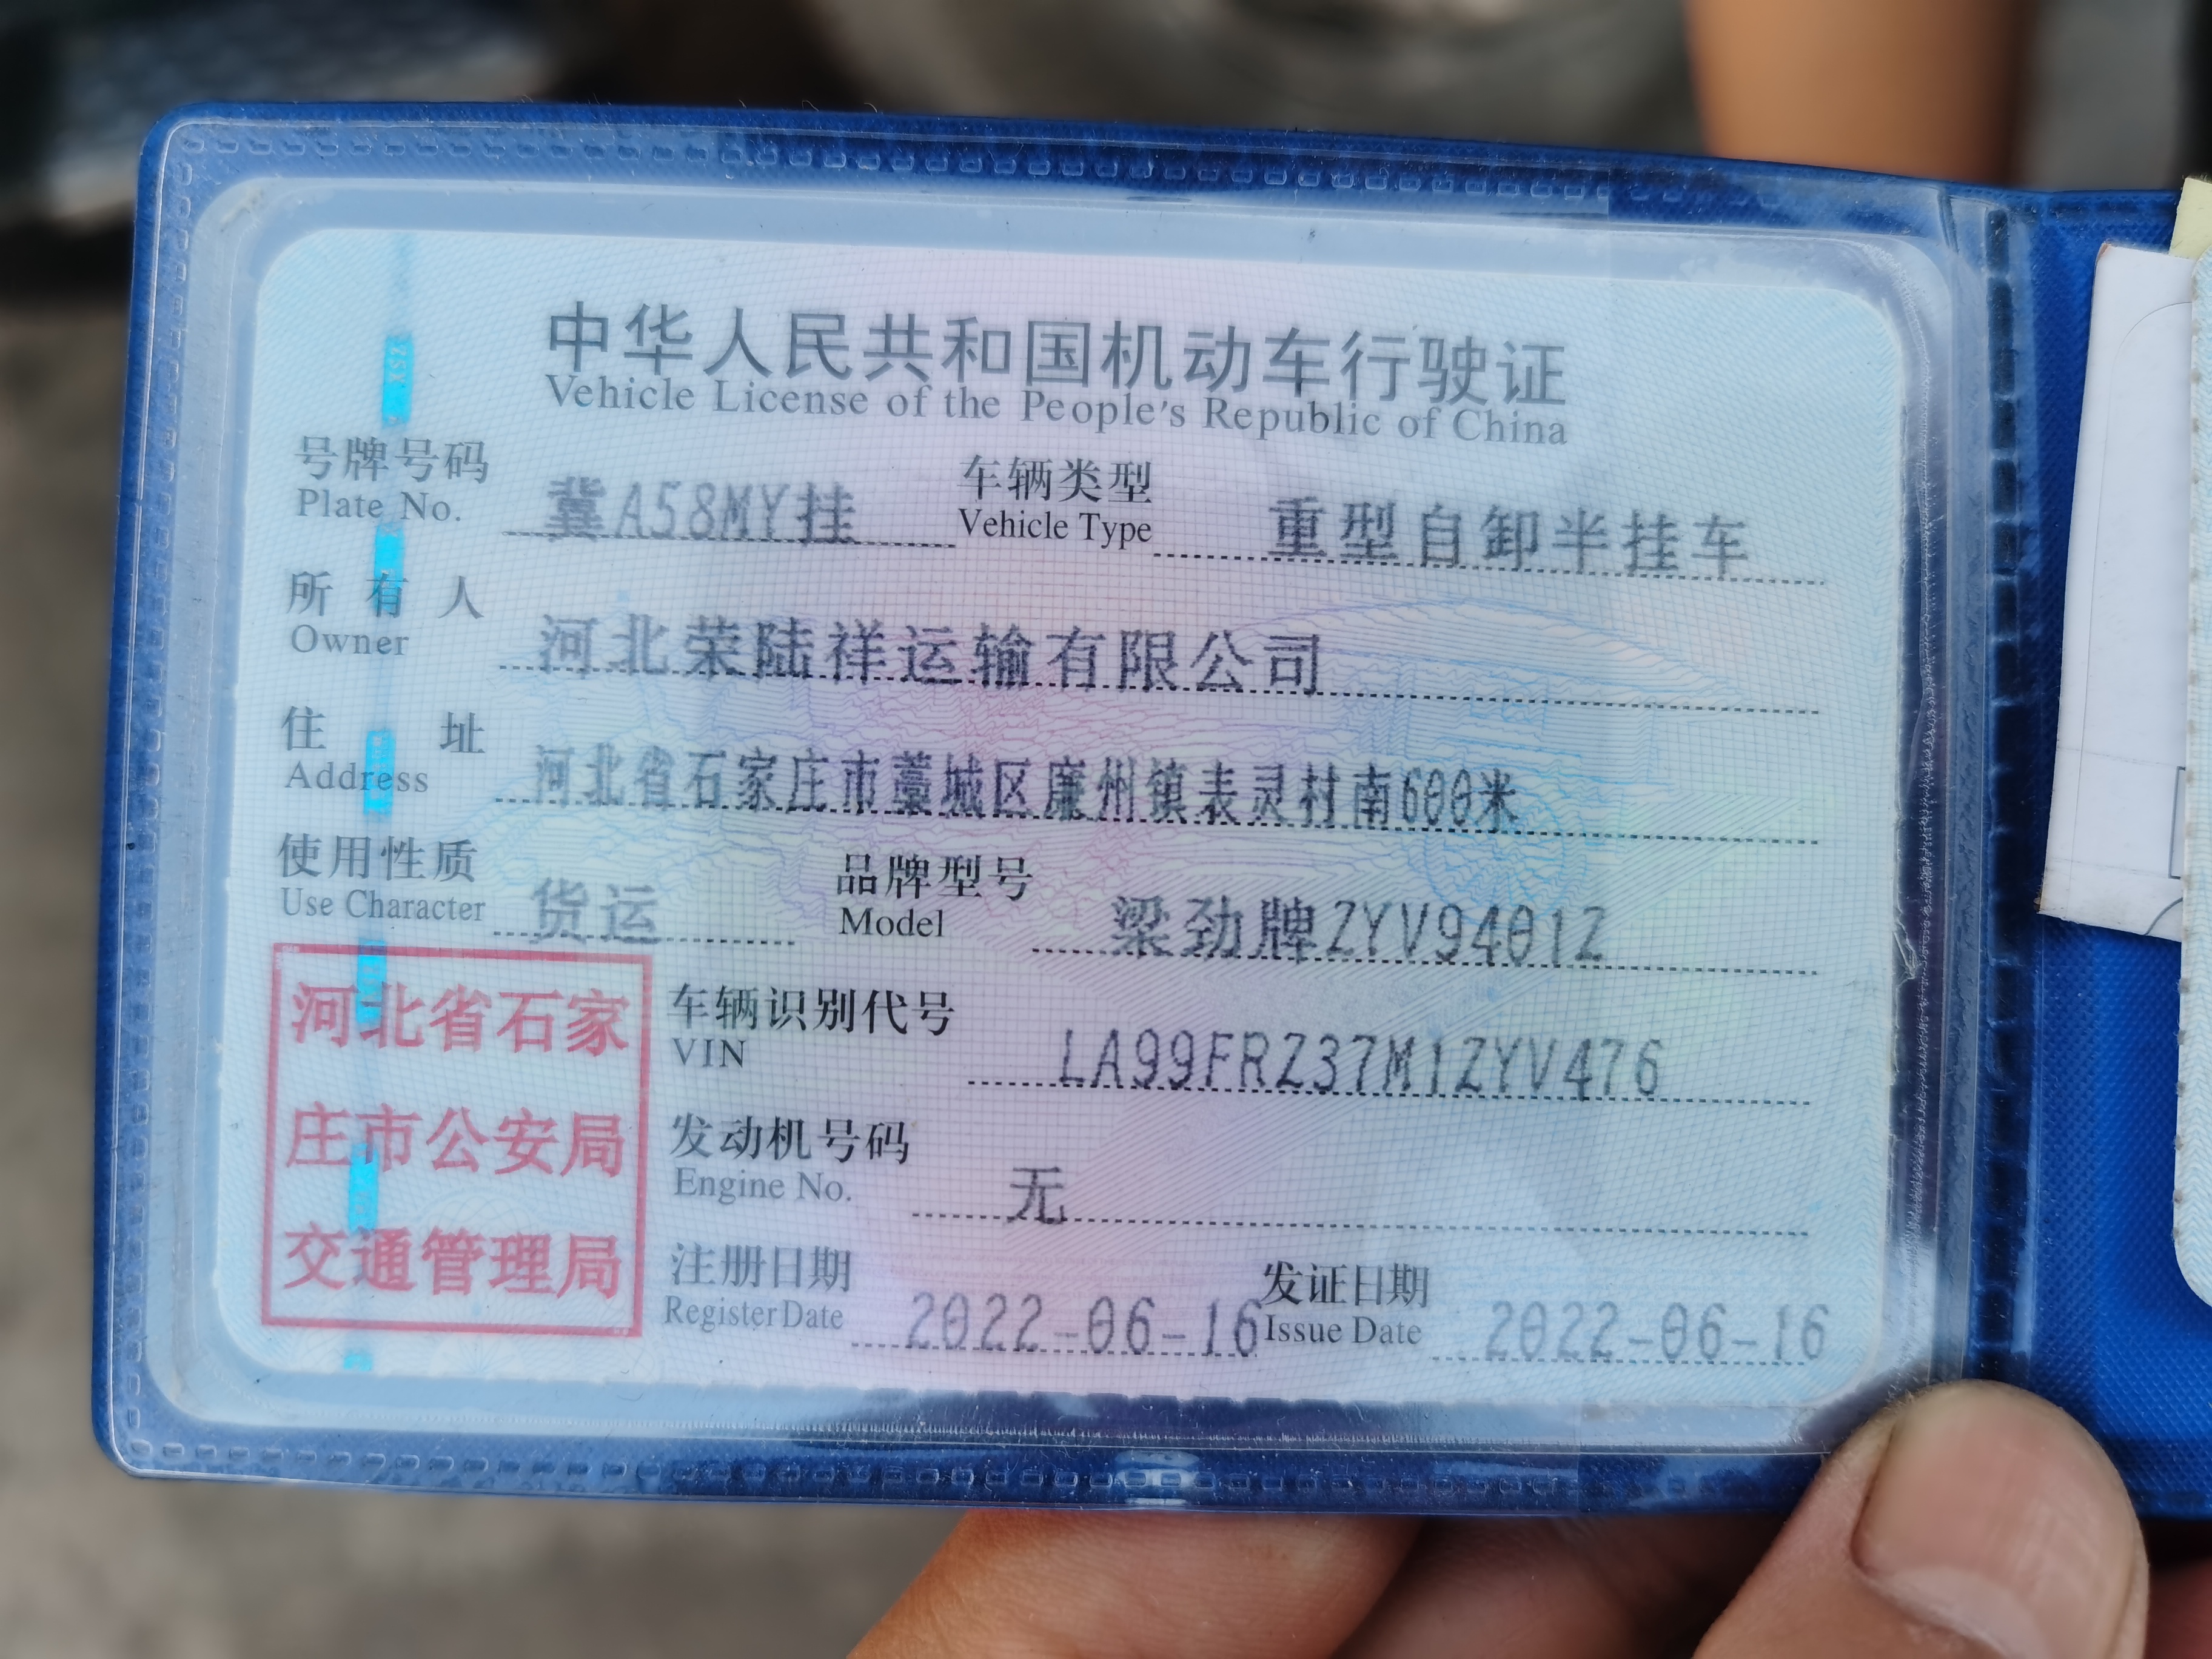 中华人民共和国机动车行驶证
Vehicle License of the People's Republic of China
号牌号码 冀A58MY挂 车辆类型 重型自卸半挂车
Plate No. Vehicle Type
所有人 河北荣陆祥运输有限公司
Owner
住址 河北省石家庄市藁城区廉州镇表灵村南600米
Address
使用性质 货运 品牌型号 梁劲牌ZYV9401Z
Use Character Model
河北省石家
庄市公安局
交通管理局
车辆识别代号 LA99FRZ37M1ZYV476
VIN
发动机号码 无
Engine No.
注册日期 2022-06-16 发证日期 2022-06-16
Register Date Issue Date